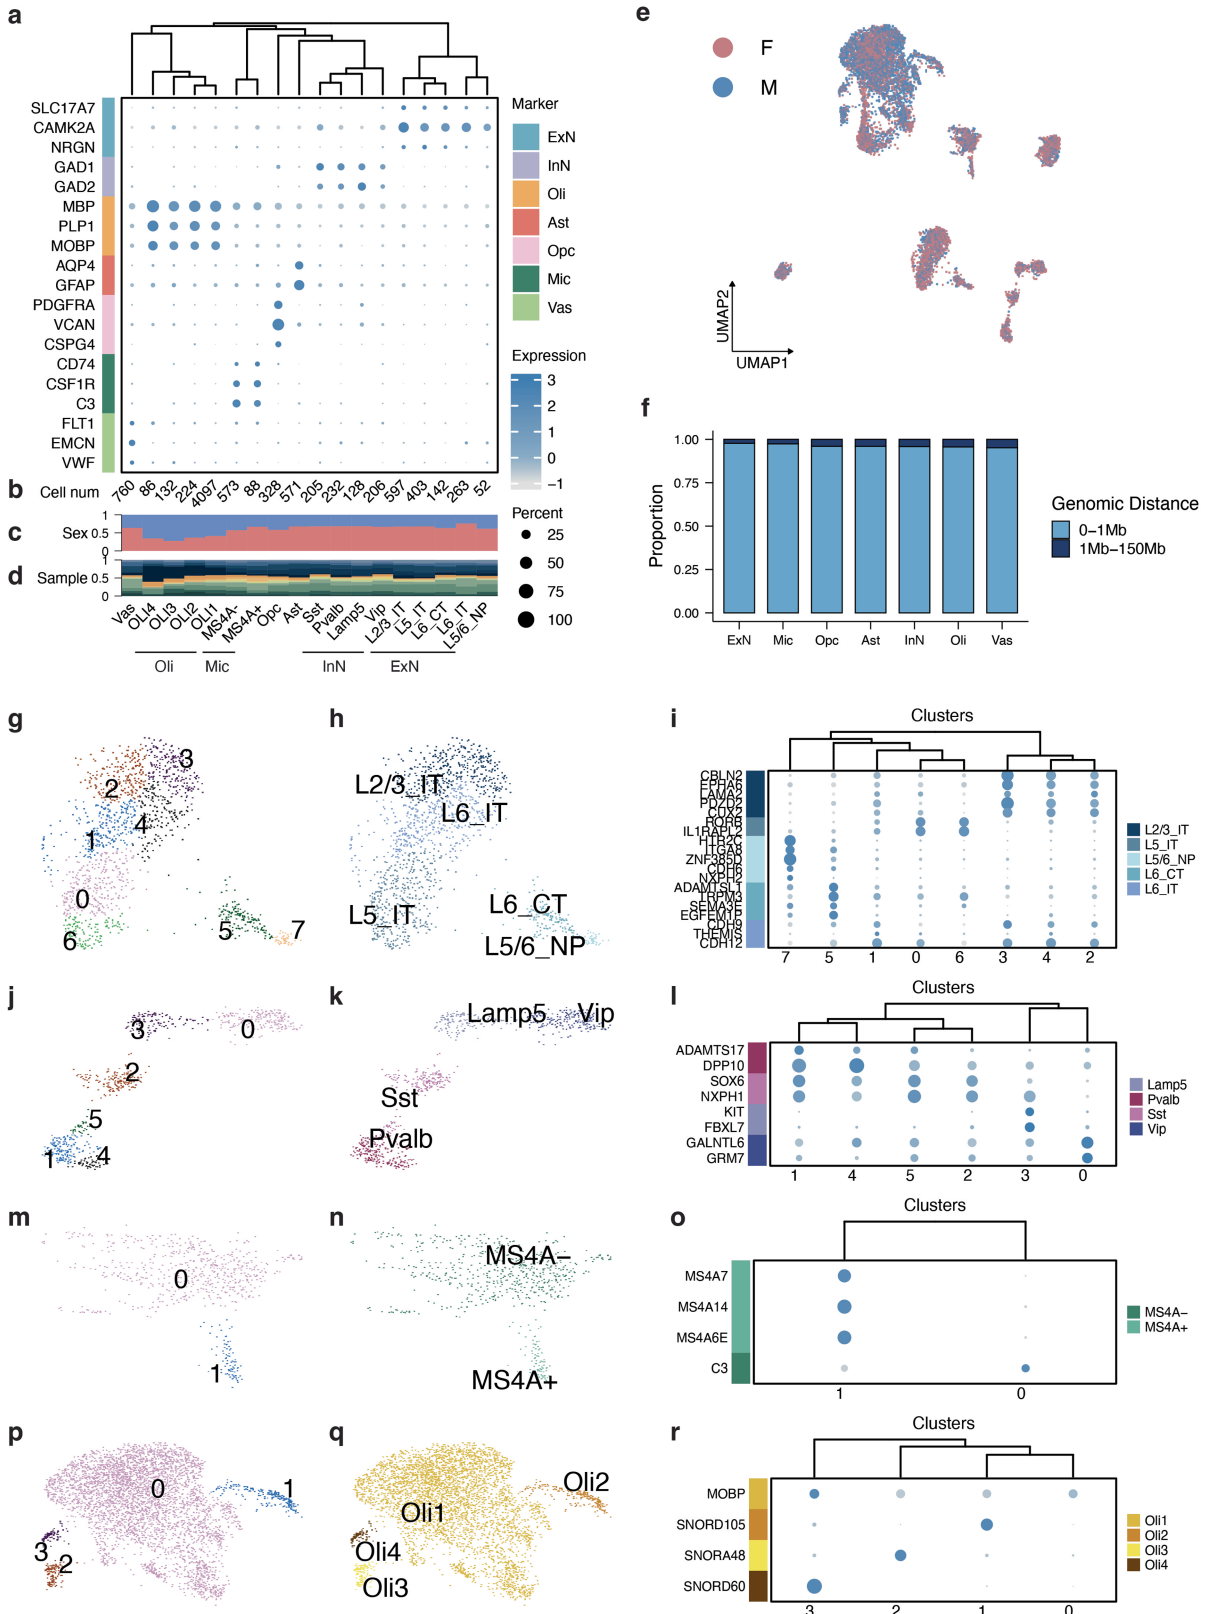 a
SLC17A7
CAMK2A
NRGN
GAD1
GAD2
MBP
PLP1
MOBP
AQP4
GFAP
PDGFRA
VCAN
CSPG4
CD74
CSF1R
C3
FLT1
EMCN
VWF
Marker
ExN
InN
Oli
Ast
Opc
Mic
Vas
Expression
3
2
1
0
−1
Percent
25
50
75
100
b
Cell num
760 86 132 224 4097 573 88 328 571 205 232 128 206 597 403 142 263 52
c
Sex
1
0.5
0
d
Sample
1
0.5
0
Vas OLI4 OLI3 OLI2 OLI1 MS4A− MS4A+ Opc Ast Sst Pvalb Lamp5 Vip L2/3_IT L5_IT L6_CT L6_IT L5/6_NP
Oli Mic InN ExN
e
F
M
UMAP2
UMAP1
f
Proportion
1.00
0.75
0.50
0.25
0.00
ExN Mic Opc Ast InN Oli Vas
Genomic Distance
0−1Mb
1Mb−150Mb
g
3
2
4
1
0
6
5
7
h
L2/3_IT
L6_IT
L5_IT
L6_CT
L5/6_NP
i
Clusters
CBLN2
EPHA6
LAMA2
PDZD2
CUX2
RORB
IL1RAPL2
HTR2C
ITGA8
ZNF385D
CDH6
NXPH2
ADAMTSL1
TRPM3
SEMA3E
EGFEM1P
CDH9
THEMIS
CDH12
7 5 1 0 6 3 4 2
L2/3_IT
L5_IT
L5/6_NP
L6_CT
L6_IT
j
3
0
2
5
1
4
k
Lamp5
Vip
Sst
Pvalb
l
Clusters
ADAMTS17
DPP10
SOX6
NXPH1
KIT
FBXL7
GALNTL6
GRM7
1 4 5 2 3 0
Lamp5
Pvalb
Sst
Vip
m
0
1
n
MS4A−
MS4A+
o
Clusters
MS4A7
MS4A14
MS4A6E
C3
1 0
MS4A−
MS4A+
p
0
1
3
2
q
Oli2
Oli1
Oli4
Oli3
r
Clusters
MOBP
SNORD105
SNORA48
SNORD60
3 2 1 0
Oli1
Oli2
Oli3
Oli4